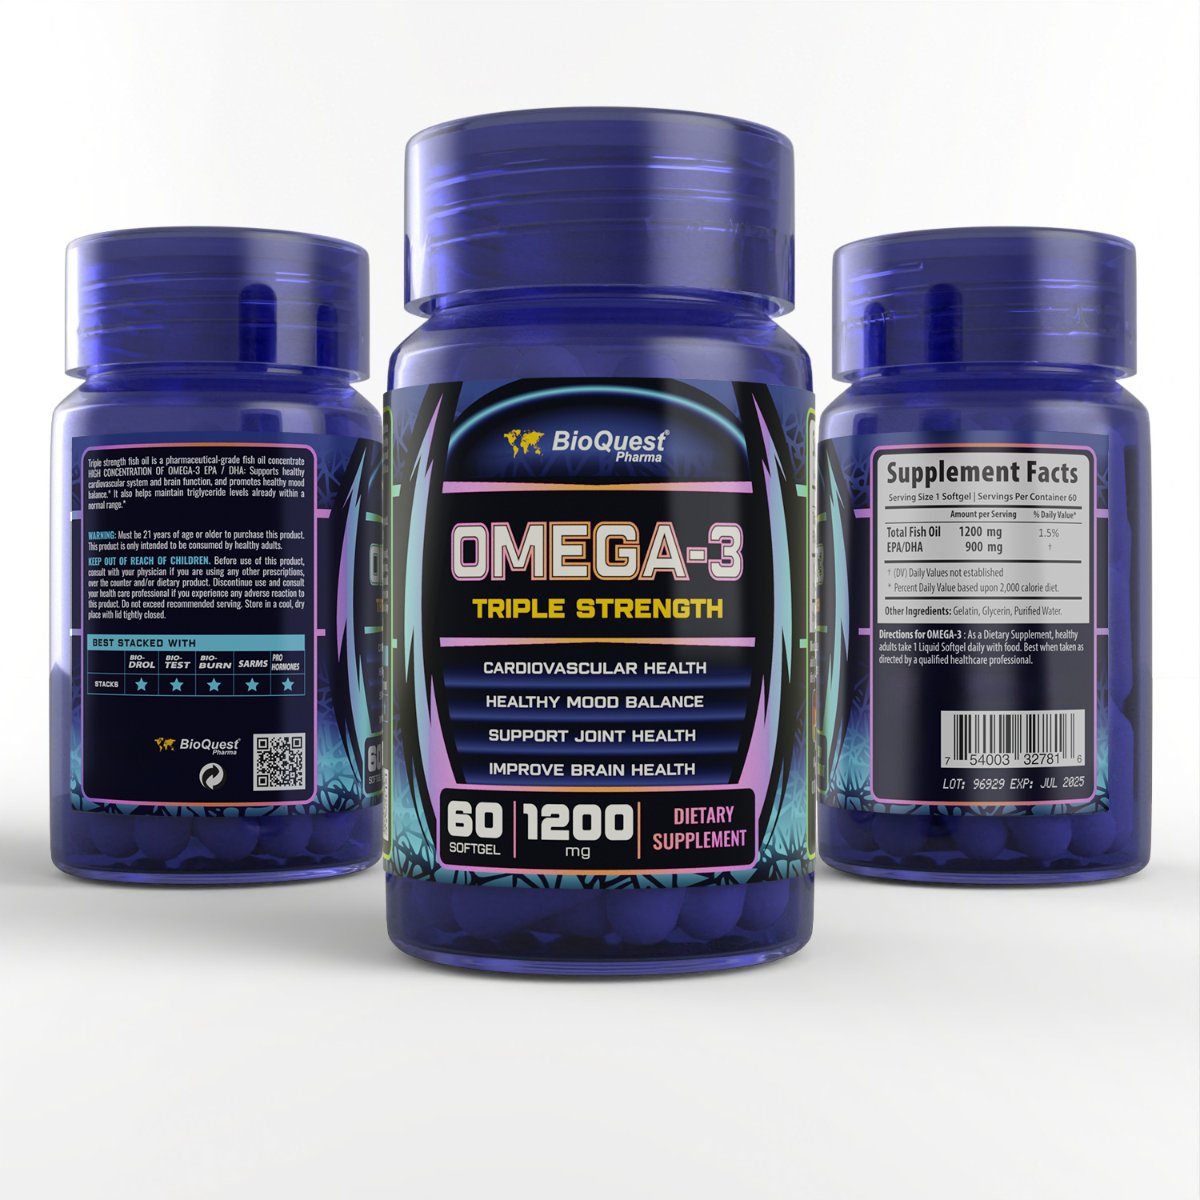 Triple strength fish oil is a pharmaceutical-grade fish oil concentrate
HIGH CONCENTRATION OF OMEGA-3 EPA / DHA: Supports healthy
cardiovascular system and brain function, and promotes healthy mood
balance.* It also helps maintain triglyceride levels already within a
normal range.*
WARNING: Must be 21 years of age or older to purchase this product.
This product is only intended to be consumed by healthy adults.
KEEP OUT OF REACH OF CHILDREN. Before use of this product,
consult with your physician if you are using any other prescriptions,
over the counter and/or dietary product. Discontinue use and consult
your health care professional if you experience any adverse reaction to
this product. Do not exceed recommended serving. Store in a cool, dry
place with lid tightly closed.
BEST STACKED WITH
BIO-DROL BIO-TEST BIO-BURN SARMS PRO HORMONES
STACKS
BioQuest
Pharma
BioQuest®
Pharma
OMEGA-3
TRIPLE STRENGTH
CARDIOVASCULAR HEALTH
HEALTHY MOOD BALANCE
SUPPORT JOINT HEALTH
IMPROVE BRAIN HEALTH
60
SOFTGEL
1200
mg
DIETARY
SUPPLEMENT
Supplement Facts
Serving Size 1 Softgel | Servings Per Container 60
Amount per Serving % Daily Value*
Total Fish Oil 1200 mg 1.5%
EPA/DHA 900 mg †
† (DV) Daily Values not established
* Percent Daily Value based upon 2,000 calorie diet.
Other Ingredients: Gelatin, Glycerin, Purified Water.
Directions for OMEGA-3 : As a Dietary Supplement, healthy
adults take 1 Liquid Softgel daily with food. Best when taken as
directed by a qualified healthcare professional.
7 54003 32781 6
LOT: 96929 EXP: JUL 2025